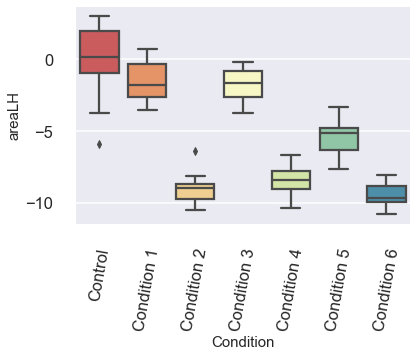 areaLH
0
−5
−10
Control
Condition 1
Condition 2
Condition 3
Condition 4
Condition 5
Condition 6
Condition